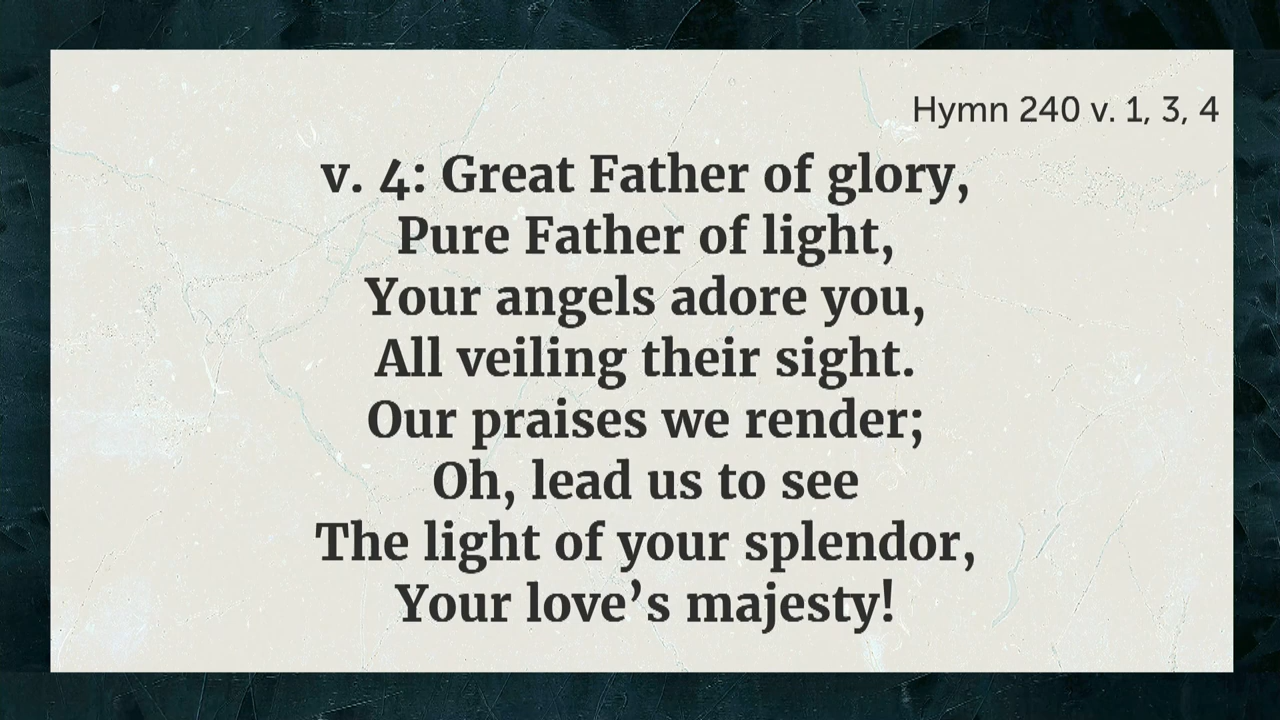 Hymn 240 v. 1, 3, 4
v. 4: Great Father of glory,
Pure Father of light,
Your angels adore you,
All veiling their sight.
Our praises we render;
Oh, lead us to see
The light of your splendor,
Your love’s majesty!